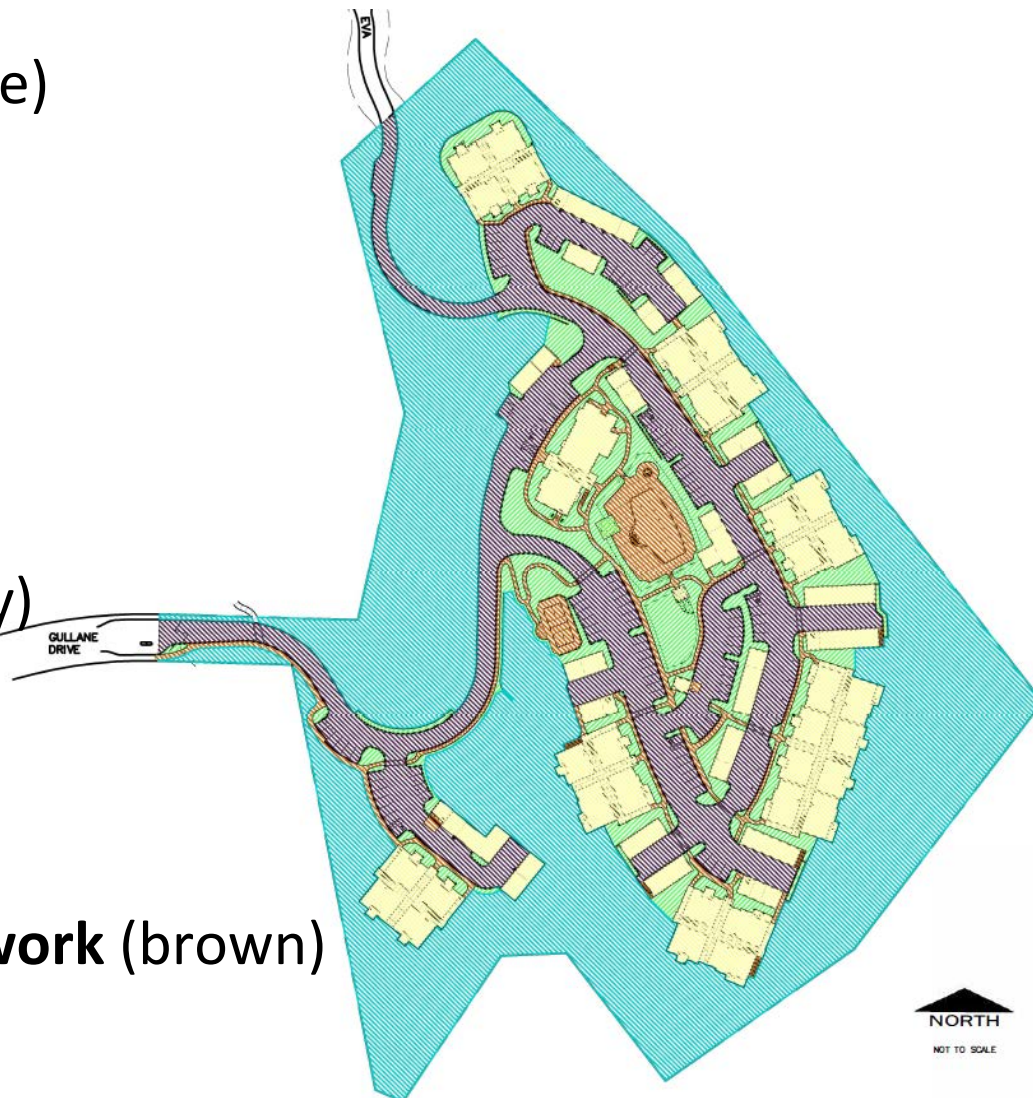 EVA
e)
y)
GULLANE
DRIVE
work (brown)
NORTH
NOT TO SCALE